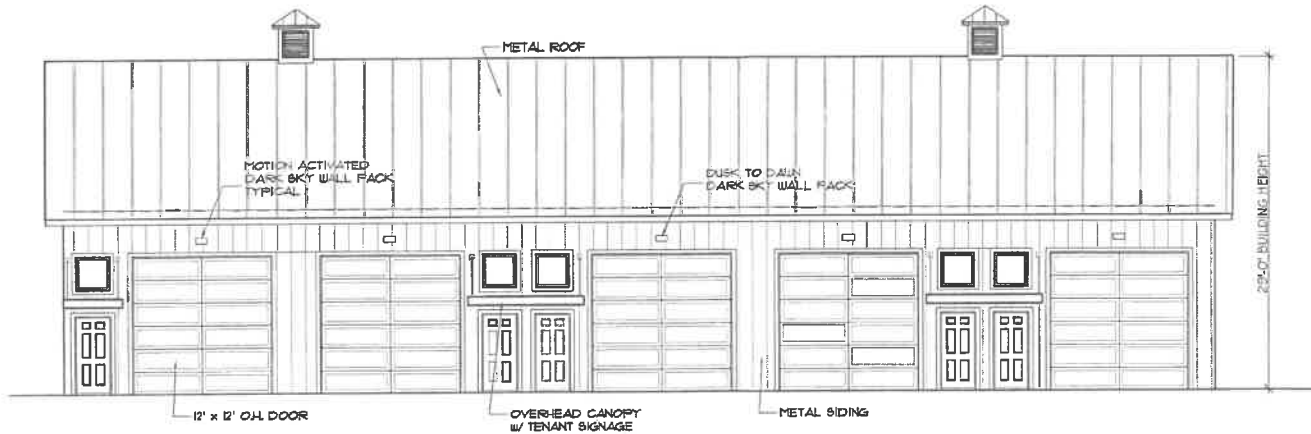 METAL ROOF
MOTION ACTIVATED
DARK SKY WALL PACK
TYPICAL
DUSK TO DAWN
DARK SKY WALL PACK
29'-0" BUILDING HEIGHT
12' x 12' O.H. DOOR
OVERHEAD CANOPY
W/ TENANT SIGNAGE
METAL SIDING